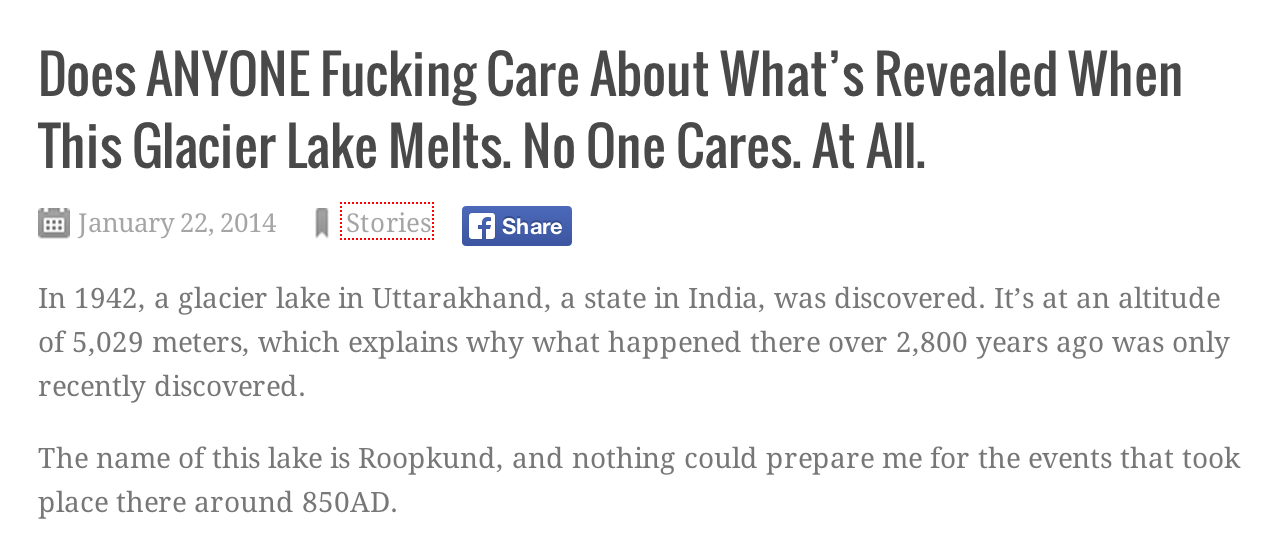 Does ANYONE Fucking Care About What’s Revealed When
This Glacier Lake Melts. No One Cares. At All.
January 22, 2014 Stories Share
In 1942, a glacier lake in Uttarakhand, a state in India, was discovered. It’s at an altitude
of 5,029 meters, which explains why what happened there over 2,800 years ago was only
recently discovered.
The name of this lake is Roopkund, and nothing could prepare me for the events that took
place there around 850AD.